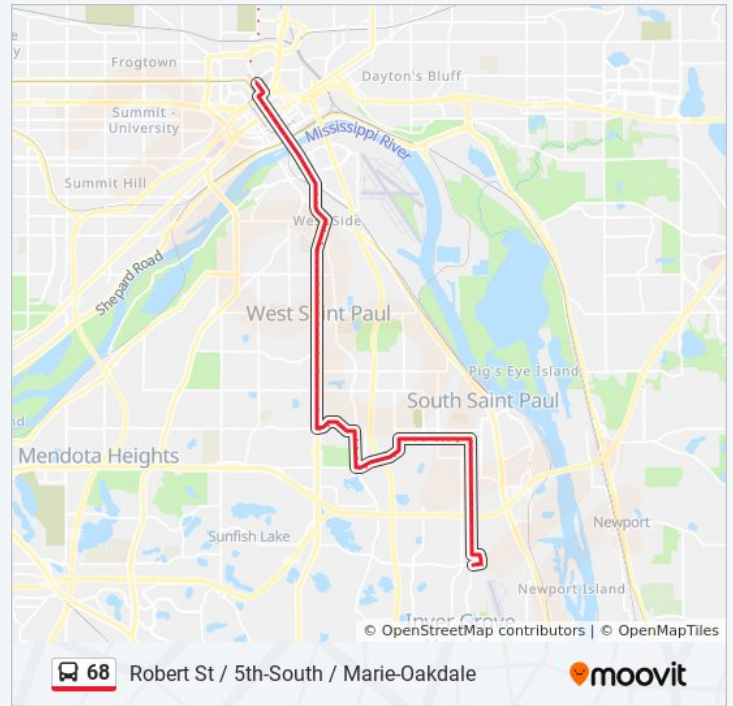 Frogtown
Dayton's Bluff
Summit -
University
Mississippi River
Summit Hill
West Side
Shepard Road
West Saint Paul
Pig's Eye Island
South Saint Paul
Mendota Heights
Newport
Sunfish Lake
Newport Island
Inver Grove
© OpenStreetMap contributors | © OpenMapTiles
68 Robert St / 5th-South / Marie-Oakdale moovit